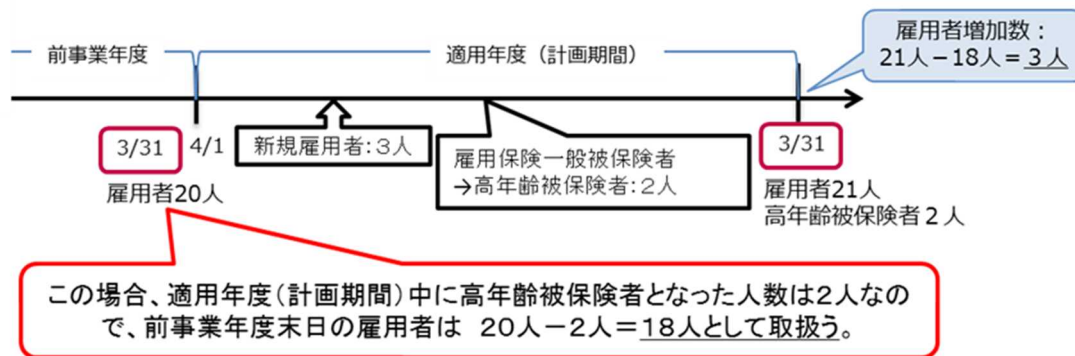 雇用者増加数：
21人－18人＝３人
前事業年度
適用年度（計画期間）
3/31
4/1
新規雇用者：３人
雇用保険一般被保険者
→高年齢被保険者：２人
3/31
雇用者20人
雇用者21人
高年齢被保険者２人
この場合、適用年度（計画期間）中に高年齢被保険者となった人数は２人なの
で、前事業年度末日の雇用者は　２０人－２人＝１８人として取扱う。